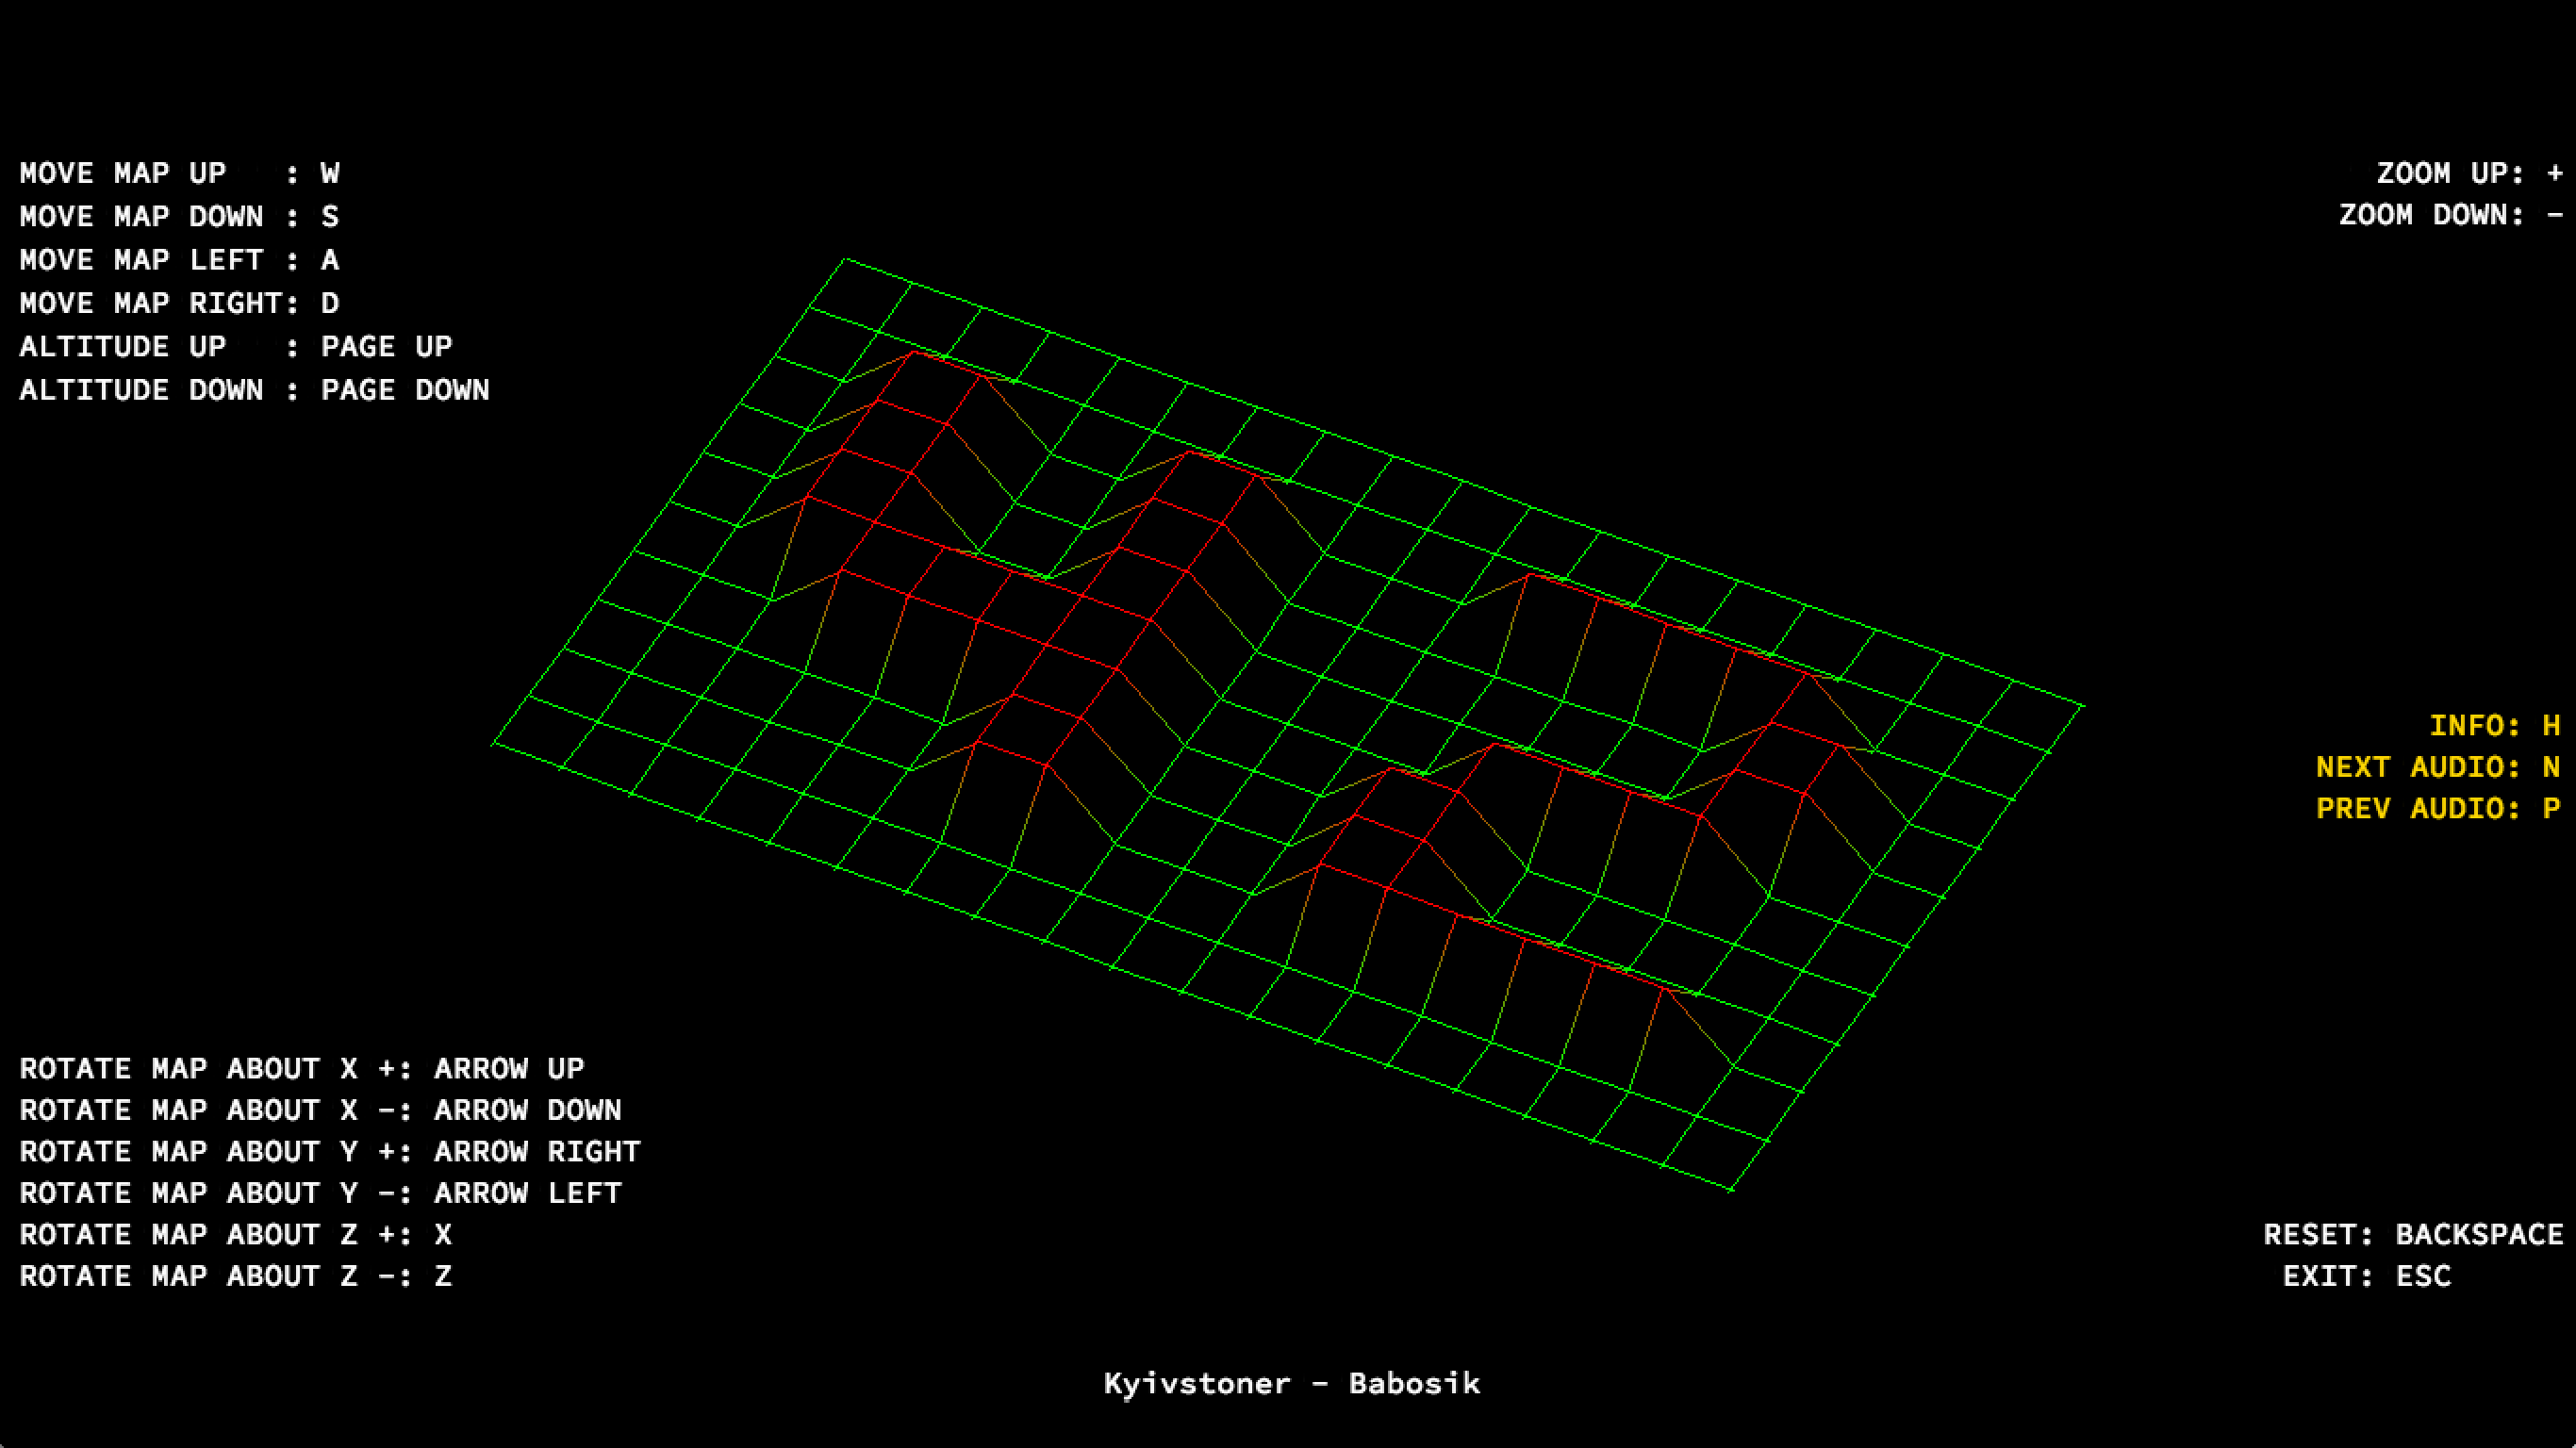 MOVE MAP UP   : W
MOVE MAP DOWN : S
MOVE MAP LEFT : A
MOVE MAP RIGHT: D
ALTITUDE UP   : PAGE UP
ALTITUDE DOWN : PAGE DOWN
ZOOM UP: +
ZOOM DOWN: -
INFO: H
NEXT AUDIO: N
PREV AUDIO: P
ROTATE MAP ABOUT X +: ARROW UP
ROTATE MAP ABOUT X -: ARROW DOWN
ROTATE MAP ABOUT Y +: ARROW RIGHT
ROTATE MAP ABOUT Y -: ARROW LEFT
ROTATE MAP ABOUT Z +: X
ROTATE MAP ABOUT Z -: Z
RESET: BACKSPACE
EXIT: ESC
Kyivstoner - Babosik